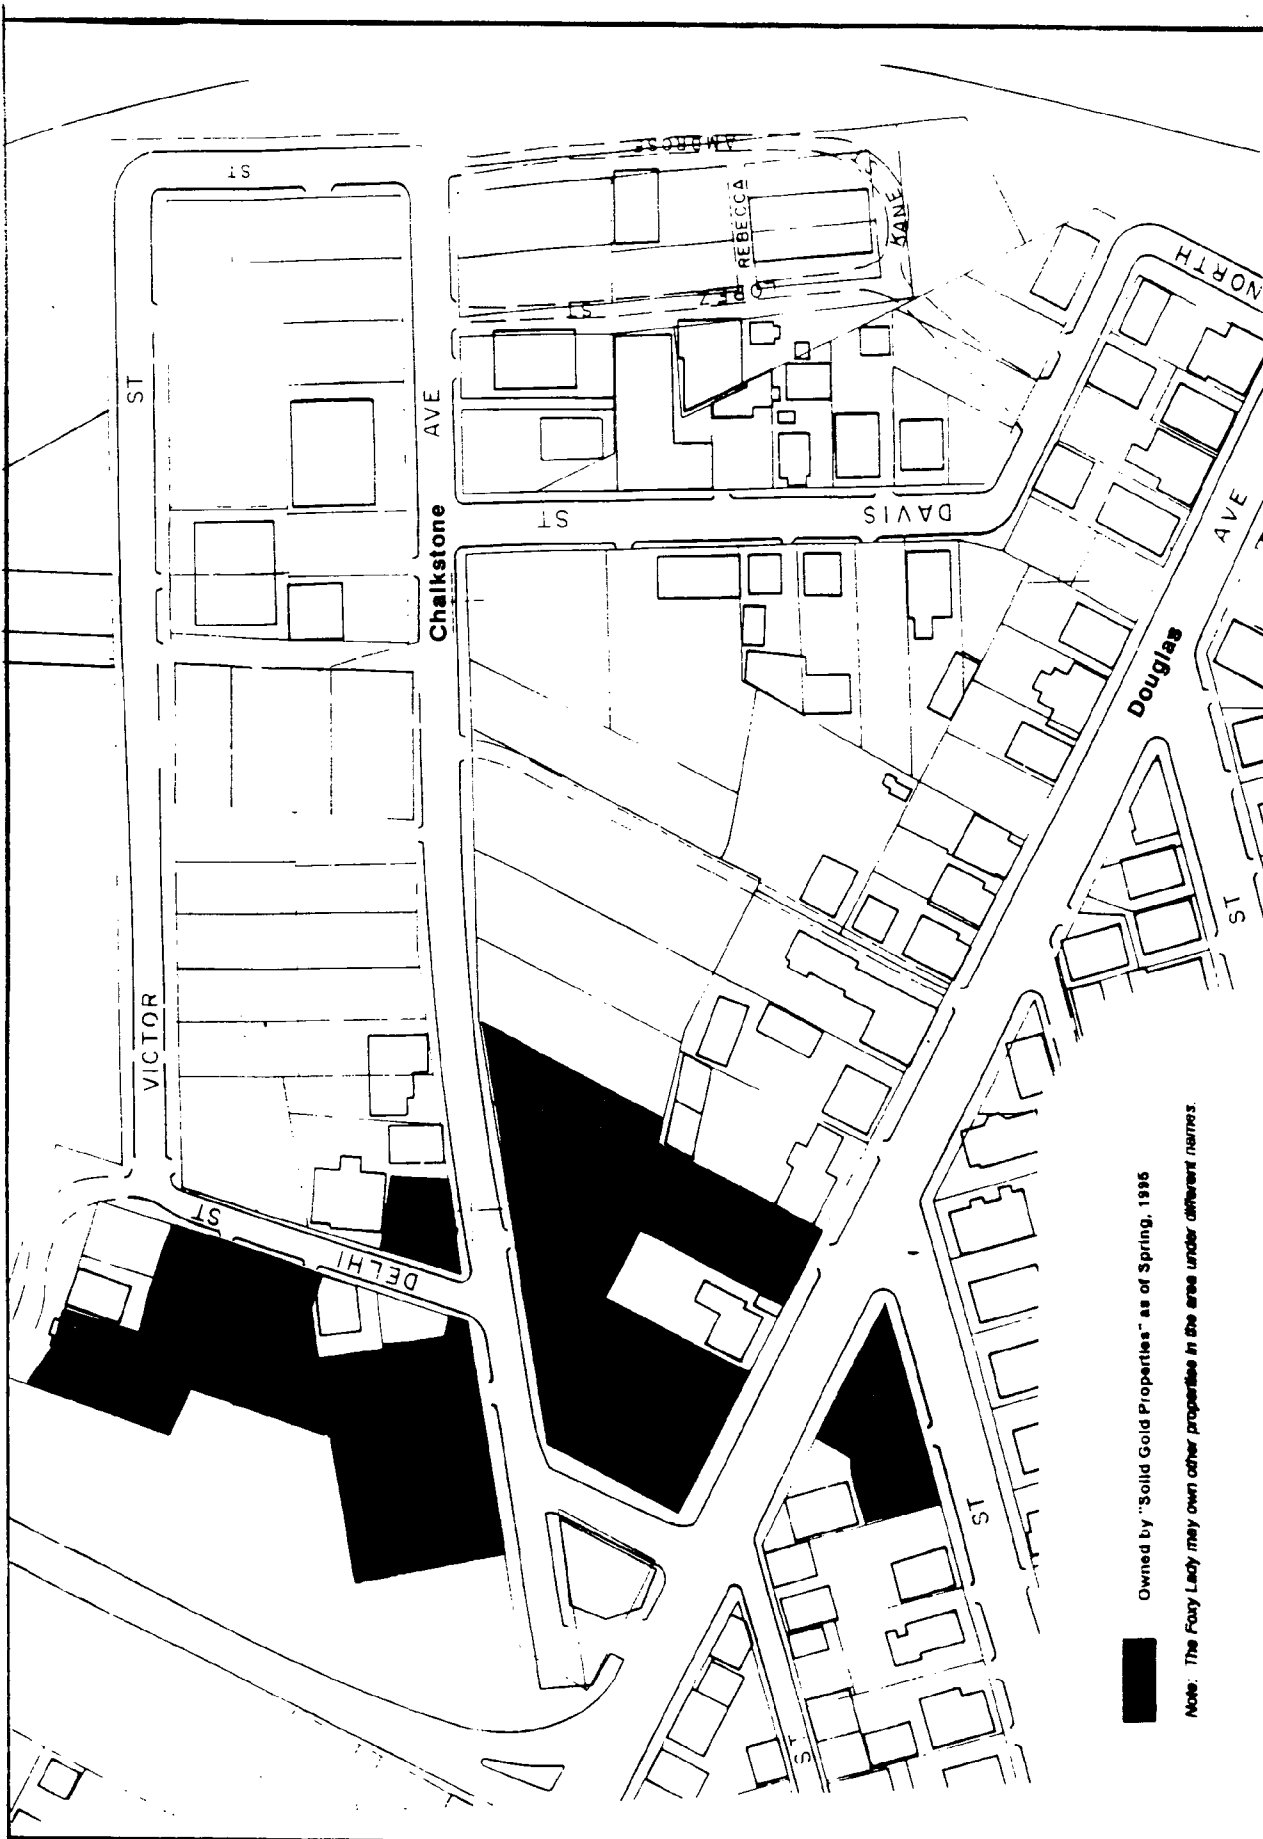 ST
AMBROSE
REBECCA
KANE
NORTH
ST
AVE
ST
Chalkstone
ST
DAVIS
AVE
Douglas
ST
VICTOR
ST
DELHI
ST
ST
Owned by "Solid Gold Properties" as of Spring, 1995
Note: The Foxy Lady may own other properties in the area under different names.